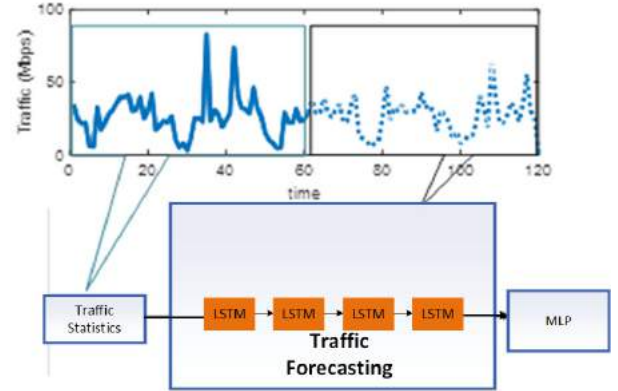 100
50
0
Traffic (Mbps)
0 20 40 60 80 100 120
time
Traffic
Statistics
LSTM LSTM LSTM LSTM
Traffic
Forecasting
MLP